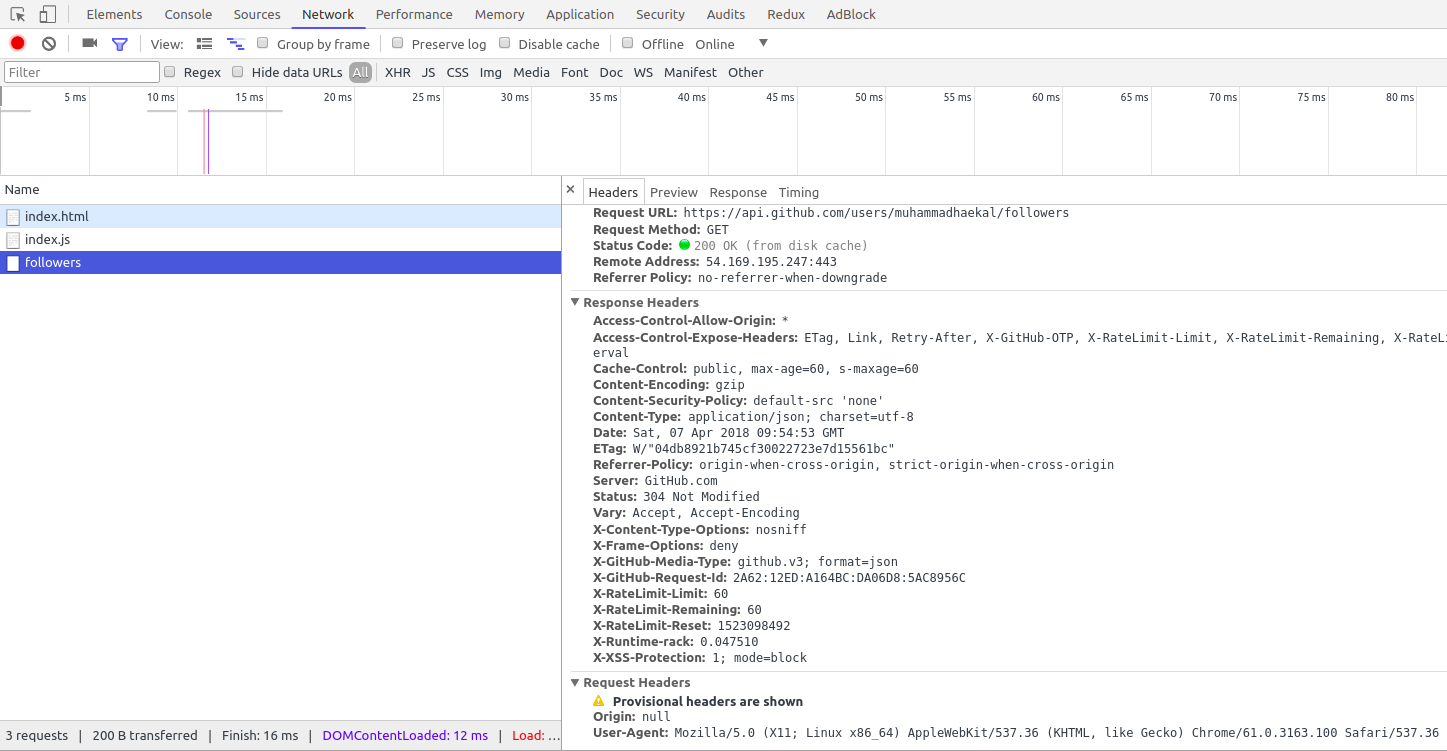 Elements Console Sources Network Performance Memory Application Security Audits Redux AdBlock
View: Group by frame Preserve log Disable cache Offline Online
Filter Regex Hide data URLs All XHR JS CSS Img Media Font Doc WS Manifest Other
5 ms 10 ms 15 ms 20 ms 25 ms 30 ms 35 ms 40 ms 45 ms 50 ms 55 ms 60 ms 65 ms 70 ms 75 ms 80 ms
Name
index.html
index.js
followers
3 requests | 200 B transferred | Finish: 16 ms | DOMContentLoaded: 12 ms | Load: ...
× Headers Preview Response Timing
Request URL: https://api.github.com/users/muhammadhaekal/followers
Request Method: GET
Status Code: 200 OK (from disk cache)
Remote Address: 54.169.195.247:443
Referrer Policy: no-referrer-when-downgrade
Response Headers
Access-Control-Allow-Origin: *
Access-Control-Expose-Headers: ETag, Link, Retry-After, X-GitHub-OTP, X-RateLimit-Limit, X-RateLimit-Remaining,
erval
Cache-Control: public, max-age=60, s-maxage=60
Content-Encoding: gzip
Content-Security-Policy: default-src 'none'
Content-Type: application/json; charset=utf-8
Date: Sat, 07 Apr 2018 09:54:53 GMT
ETag: W/"04db8921b745cf30022723e7d15561bc"
Referrer-Policy: origin-when-cross-origin, strict-origin-when-cross-origin
Server: GitHub.com
Status: 304 Not Modified
Vary: Accept, Accept-Encoding
X-Content-Type-Options: nosniff
X-Frame-Options: deny
X-GitHub-Media-Type: github.v3; format=json
X-GitHub-Request-Id: 2A62:12ED:A164BC:DA06D8:5AC8956C
X-RateLimit-Limit: 60
X-RateLimit-Remaining: 60
X-RateLimit-Reset: 1523098492
X-Runtime-rack: 0.047510
X-XSS-Protection: 1; mode=block
Request Headers
Provisional headers are shown
Origin: null
User-Agent: Mozilla/5.0 (X11; Linux x86_64) AppleWebKit/537.36 (KHTML, like Gecko) Chrome/61.0.3163.100 Safari/537.36